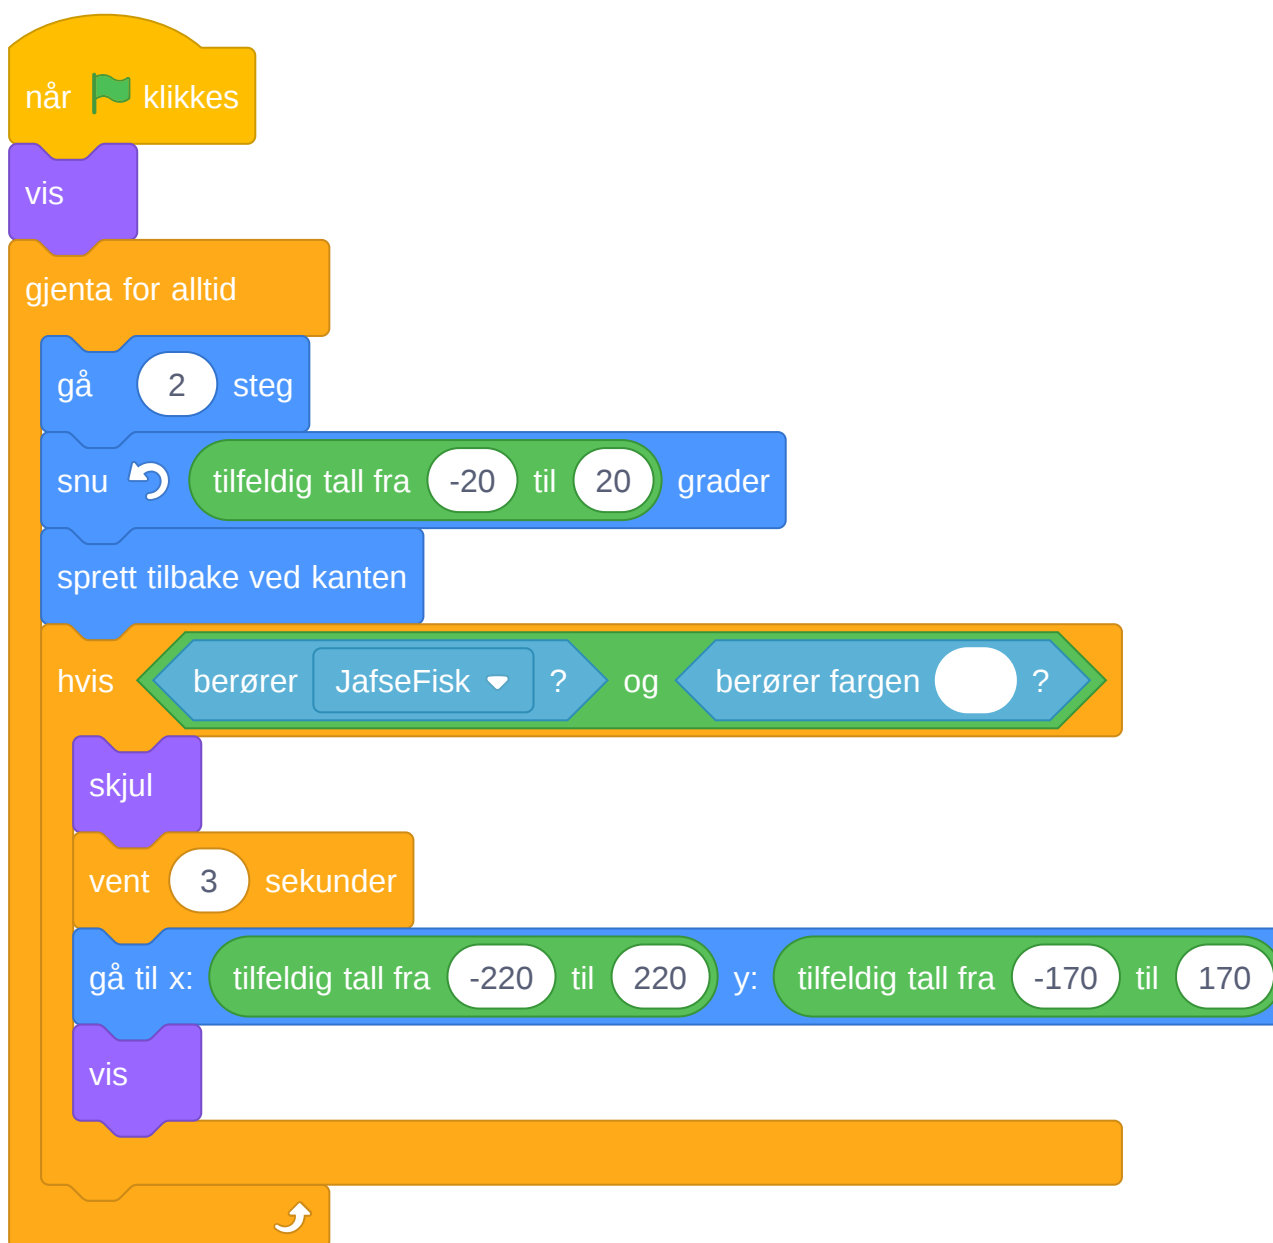 når klikkes
vis
gjenta for alltid
gå 2 steg
snu tilfeldig tall fra -20 til 20 grader
sprett tilbake ved kanten
hvis berører JafseFisk ? og berører fargen ?
skjul
vent 3 sekunder
gå til x: tilfeldig tall fra -220 til 220 y: tilfeldig tall fra -170 til 170
vis